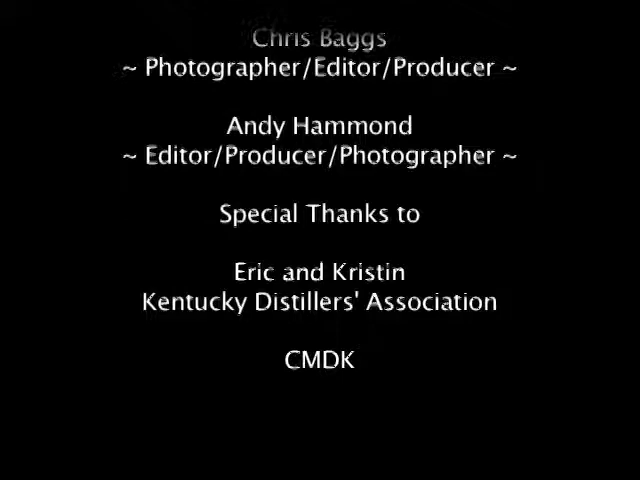 Chris Baggs
~ Photographer/Editor/Producer ~
Andy Hammond
~ Editor/Producer/Photographer ~
Special Thanks to
Eric and Kristin
Kentucky Distillers' Association
CMDK